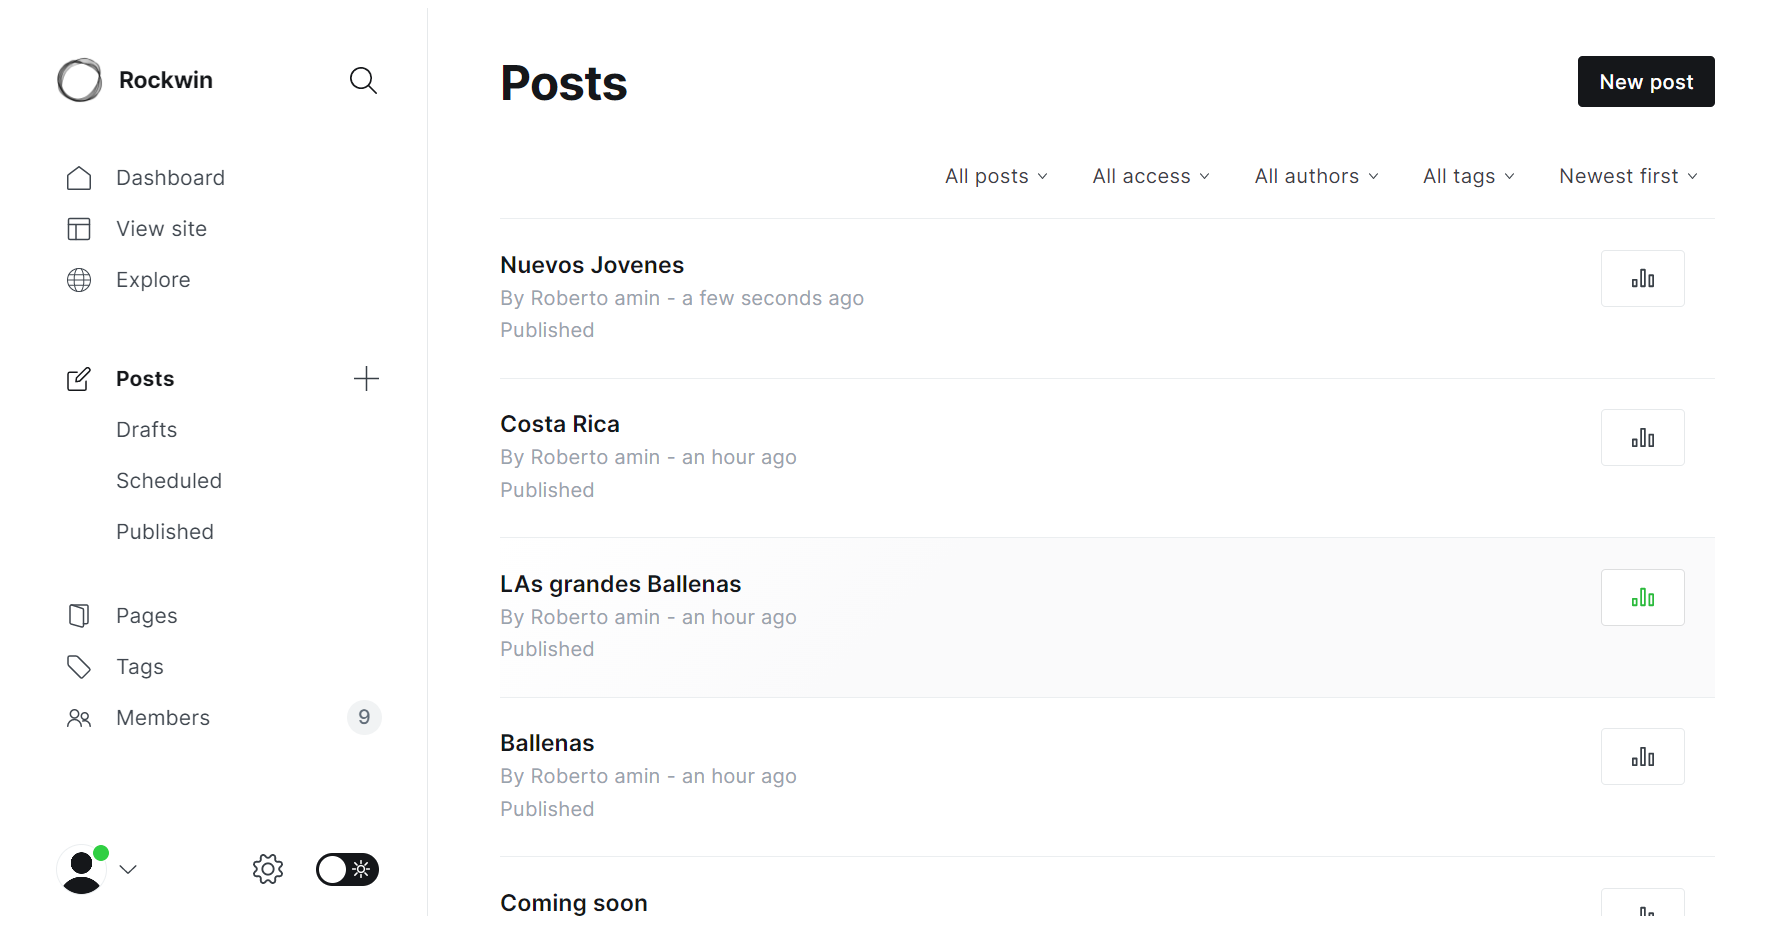 Rockwin
Dashboard
View site
Explore
Posts
Drafts
Scheduled
Published
Pages
Tags
Members 9
Posts
New post
All posts All access All authors All tags Newest first
Nuevos Jovenes
By Roberto amin - a few seconds ago
Published
Costa Rica
By Roberto amin - an hour ago
Published
LAs grandes Ballenas
By Roberto amin - an hour ago
Published
Ballenas
By Roberto amin - an hour ago
Published
Coming soon